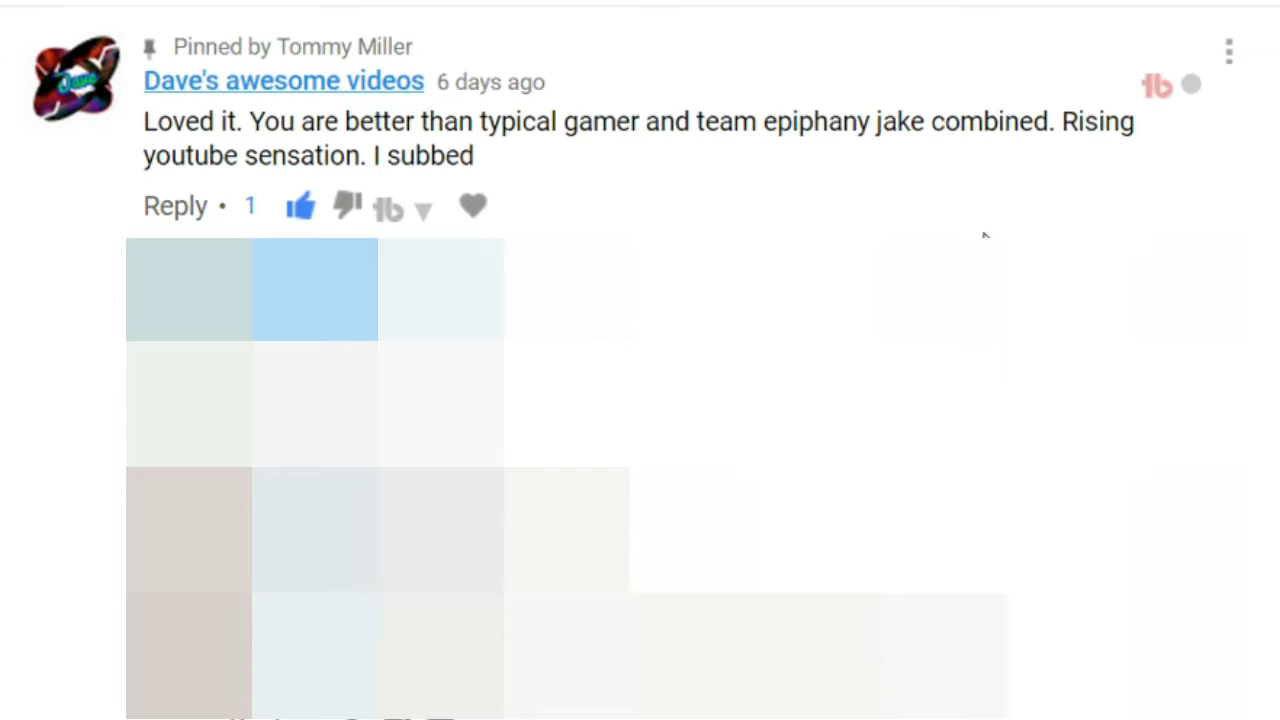 Pinned by Tommy Miller
Dave's awesome videos 6 days ago
Loved it. You are better than typical gamer and team epiphany jake combined. Rising
youtube sensation. I subbed
Reply • 1